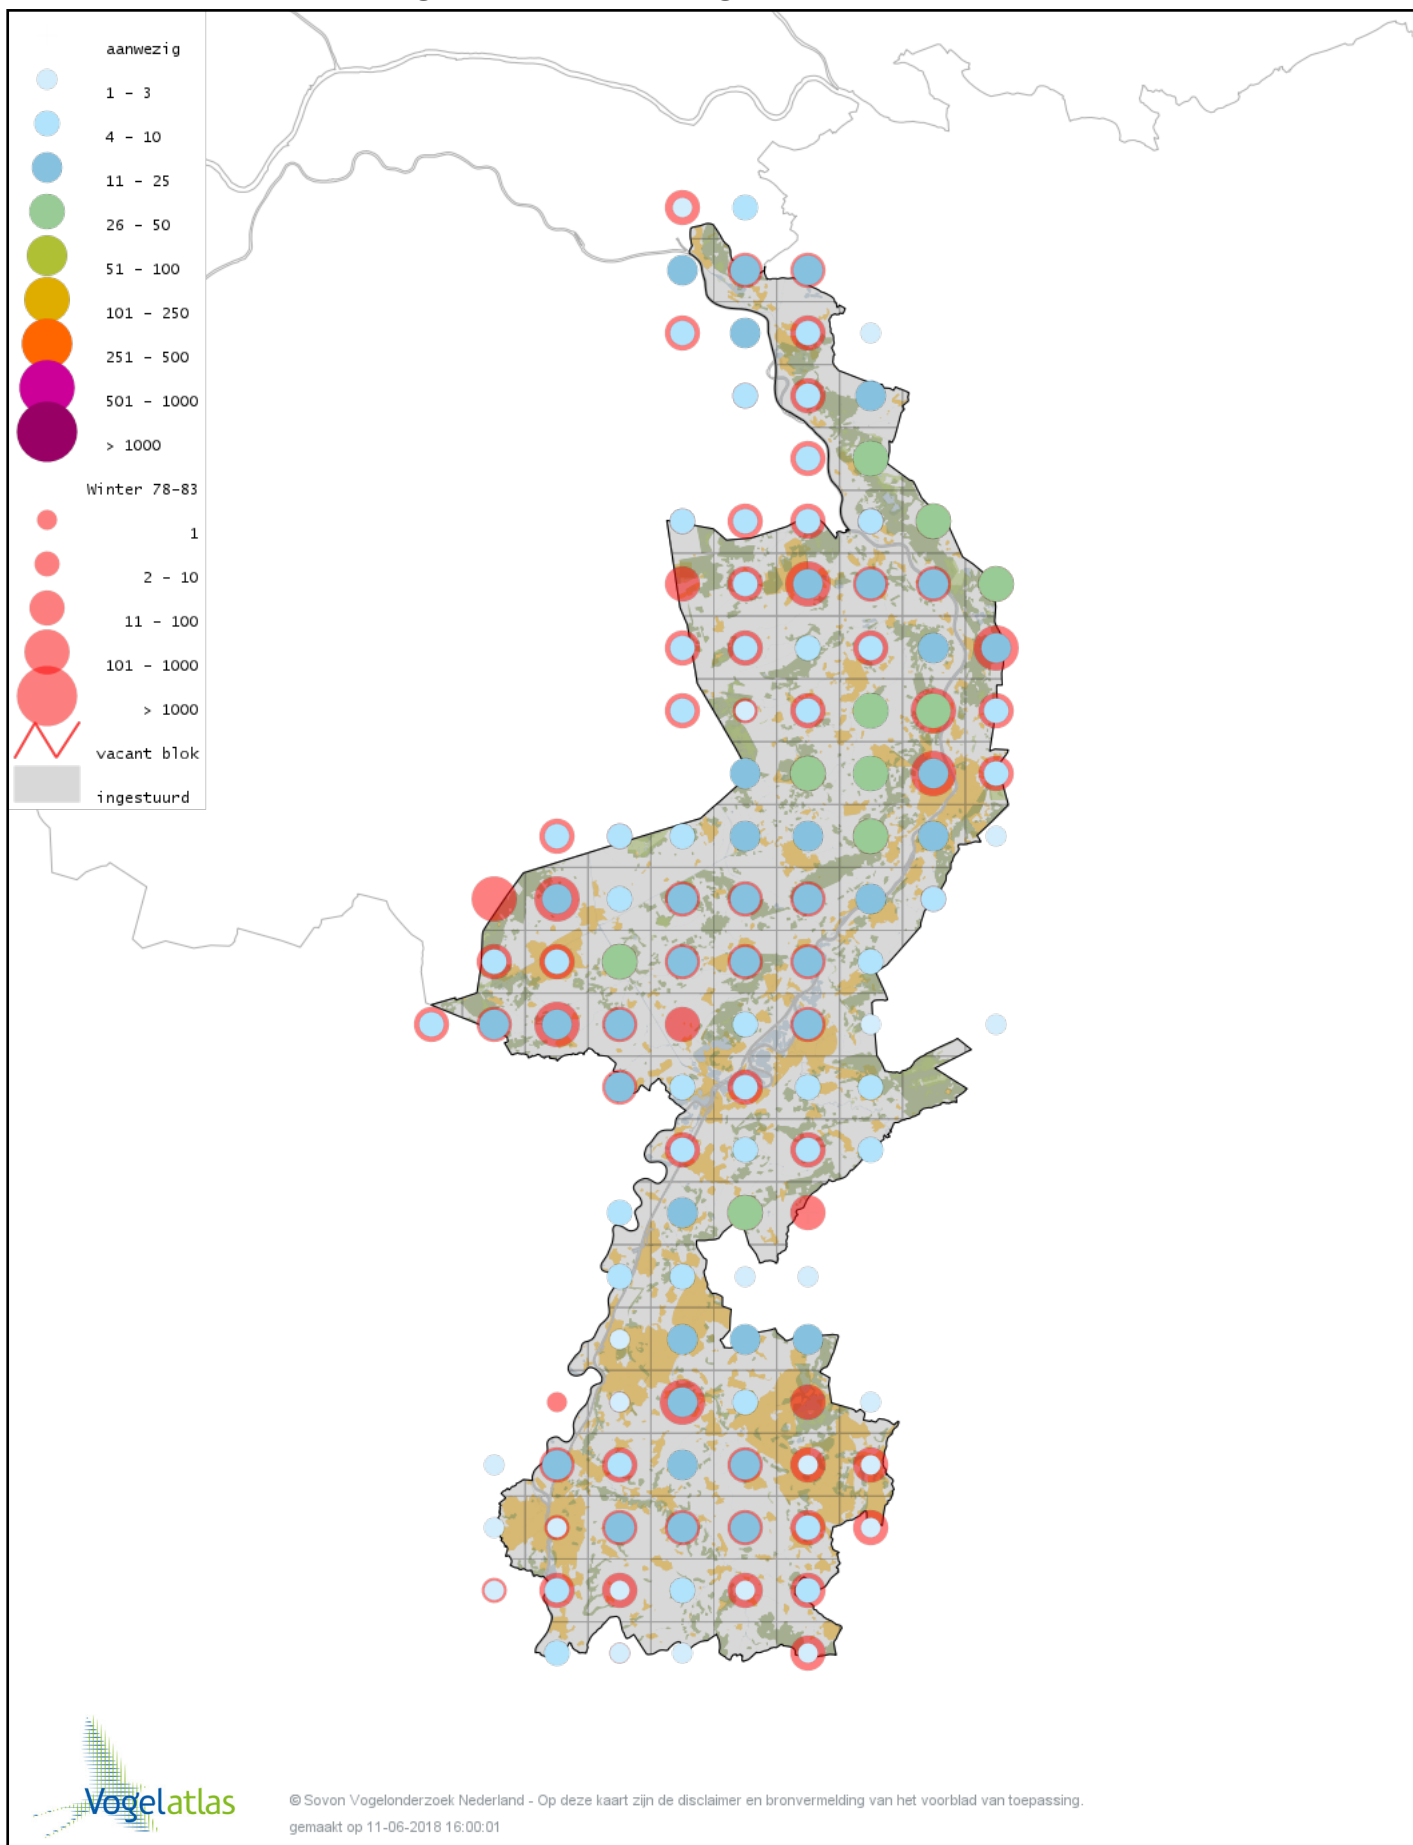 aanwezig
1 - 3
4 - 10
11 - 25
26 - 50
51 - 100
101 - 250
251 - 500
501 - 1000
> 1000
Winter 78-83
1
2 - 10
11 - 100
101 - 1000
> 1000
vacant blok
ingestuurd
Vogelatlas
© Sovon Vogelonderzoek Nederland - Op deze kaart zijn de disclaimer en bronvermelding van het voorblad van toepassing.
gemaakt op 11-06-2018 16:00:01